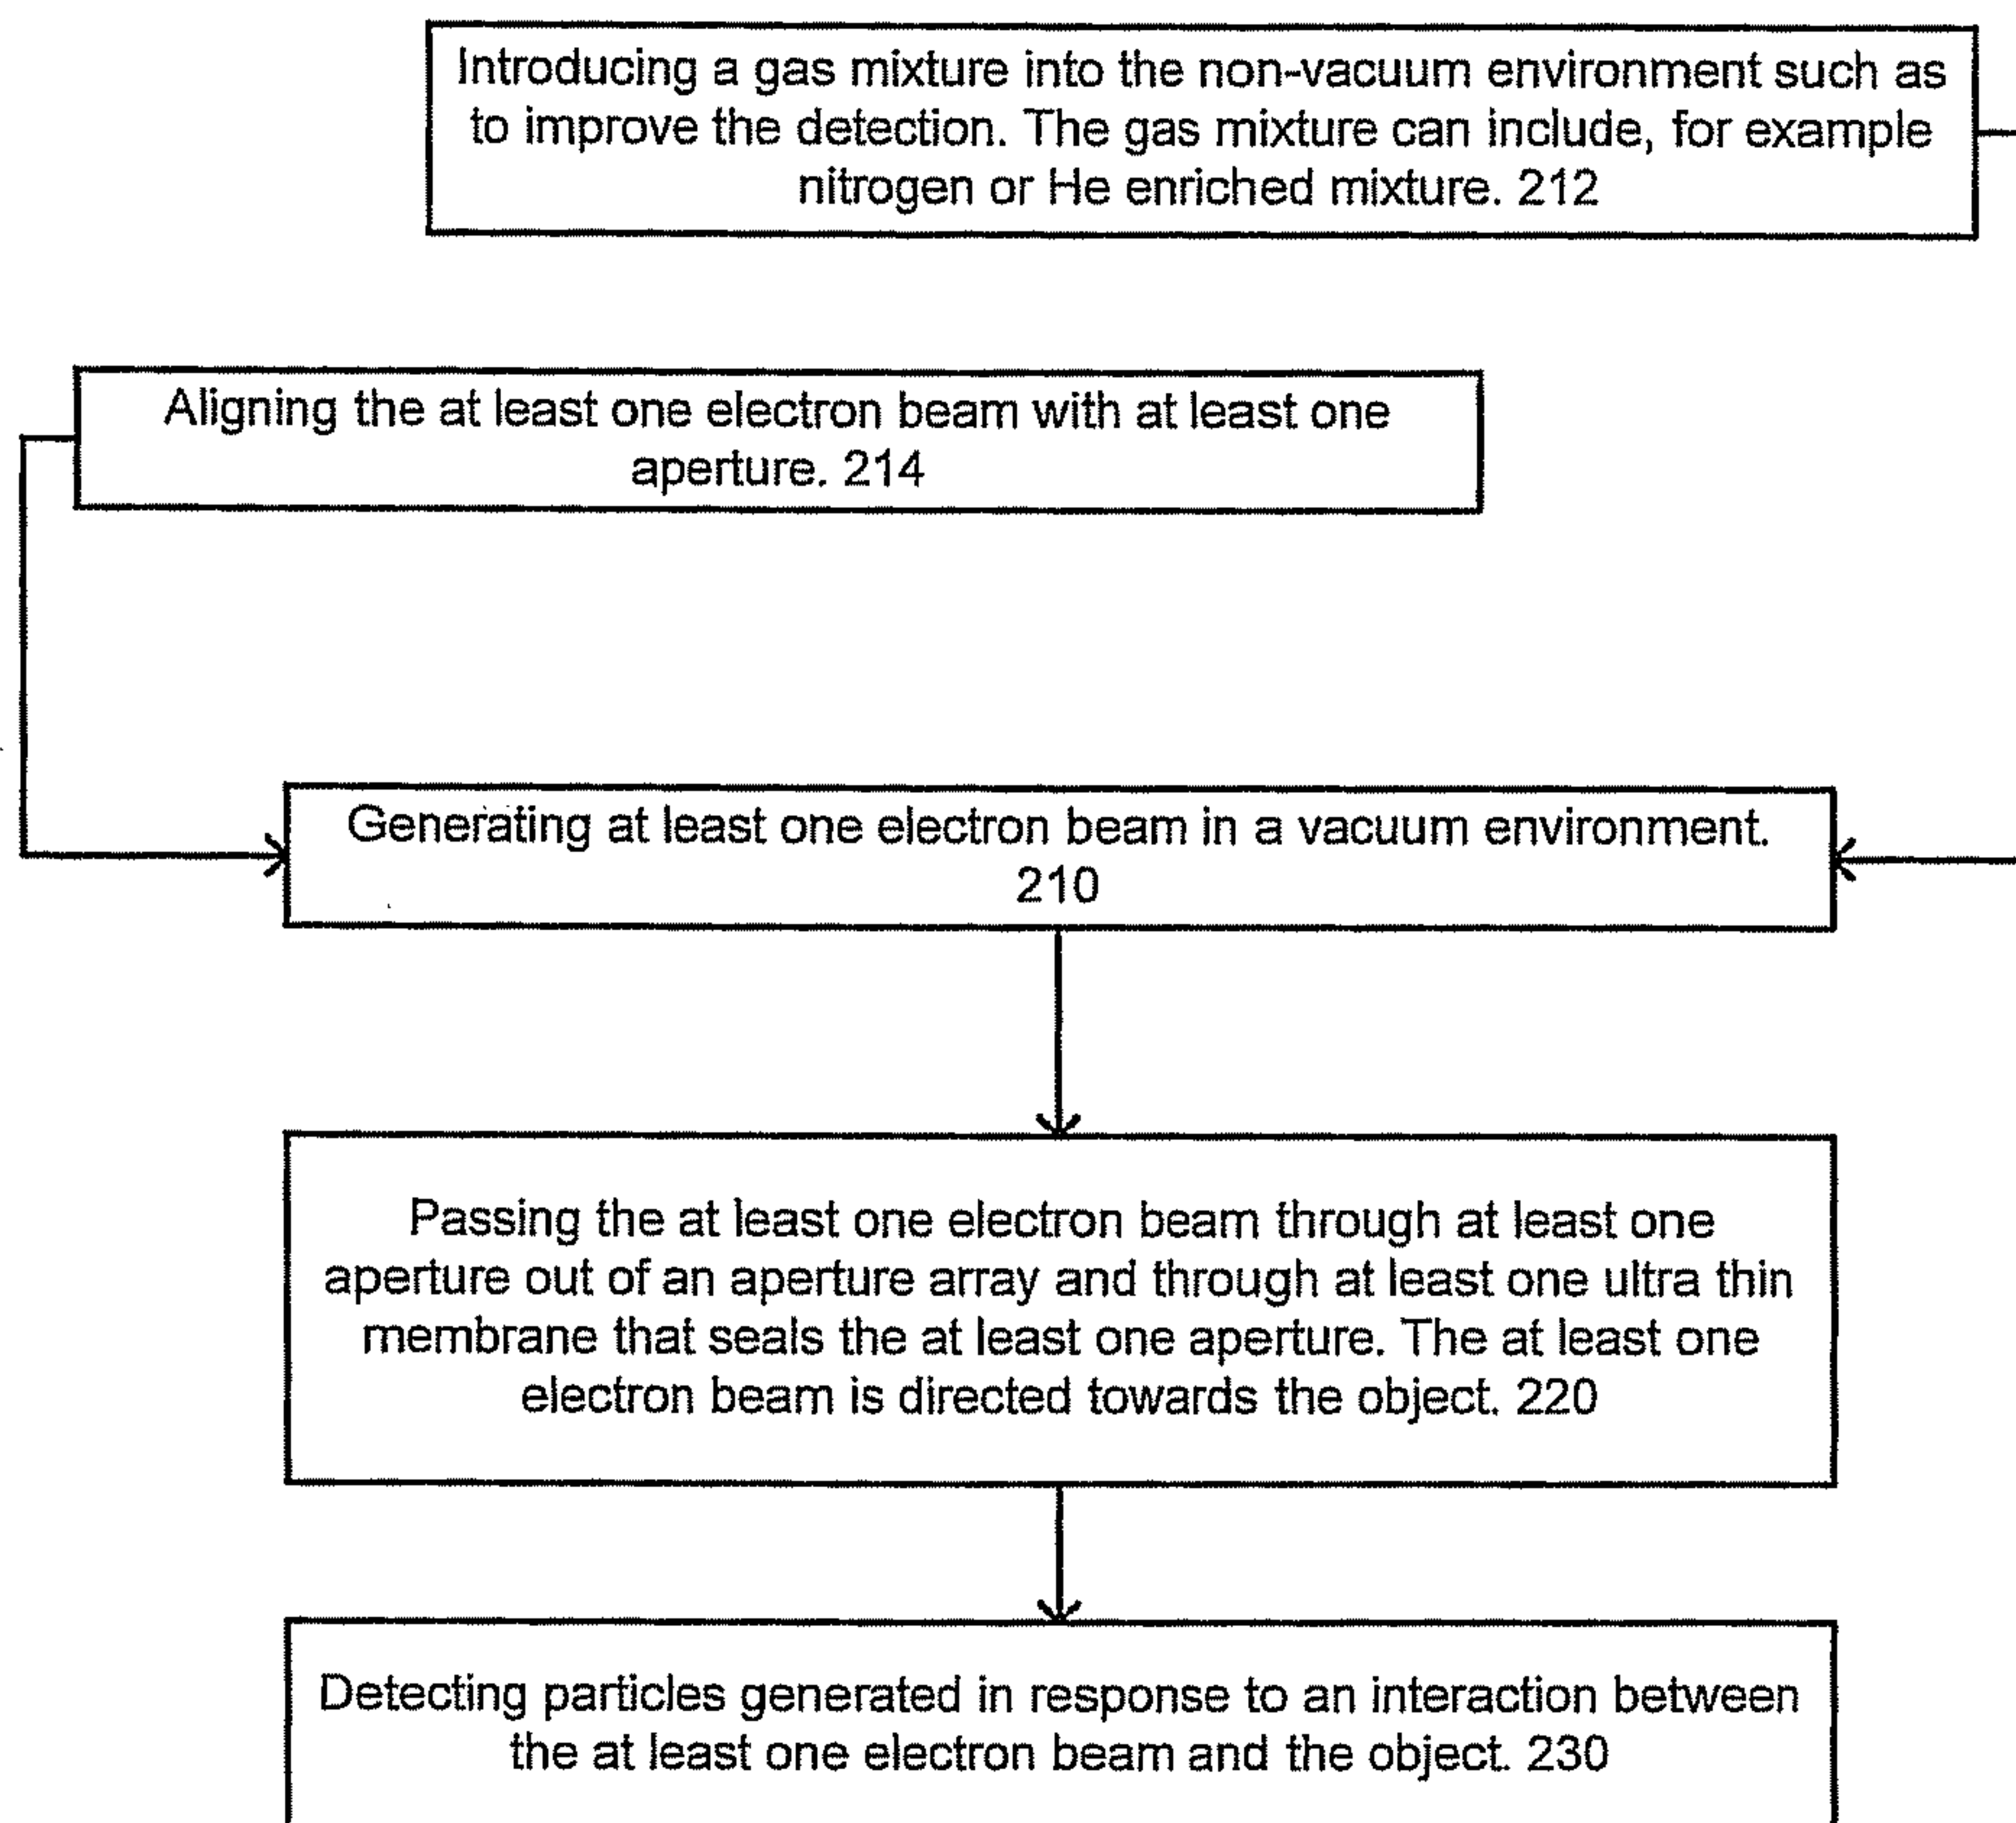 Introducing a gas mixture into the non-vacuum environment such as
to improve the detection. The gas mixture can include, for example
nitrogen or He enriched mixture. 212
Aligning the at least one electron beam with at least one
aperture. 214
Generating at least one electron beam in a vacuum environment.
210
Passing the at least one electron beam through at least one
aperture out of an aperture array and through at least one ultra thin
membrane that seals the at least one aperture. The at least one
electron beam is directed towards the object. 220
Detecting particles generated in response to an interaction between
the at least one electron beam and the object. 230